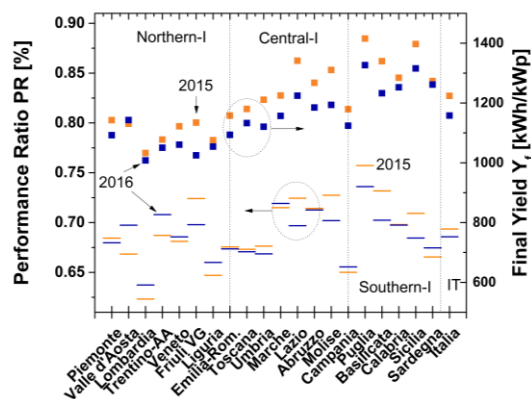 Performance Ratio PR [%]
0.90
0.85
0.80
0.75
0.70
0.65
Northern-I
Central-I
Southern-I
IT
2015
2016
2015
1400
1200
1000
800
600
Final Yield Yf [kWh/kWp]
Piemonte
Valle d'Aosta
Lombardia
Trentino-AA
Veneto
Friuli VG
Liguria
Emilia-Rom.
Toscana
Umbria
Marche
Lazio
Abruzzo
Molise
Campania
Puglia
Basilicata
Calabria
Sicilia
Sardegna
Italia